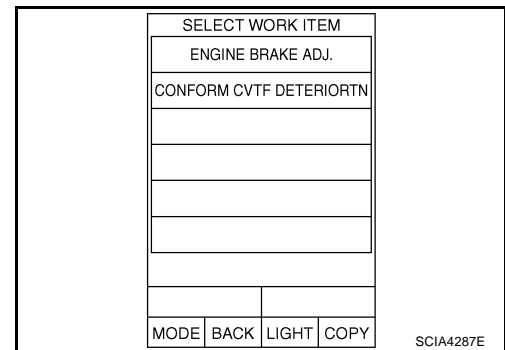 SELECT WORK ITEM
ENGINE BRAKE ADJ.
CONFORM CVTF DETERIORTN
MODE BACK LIGHT COPY
SCIA4287E